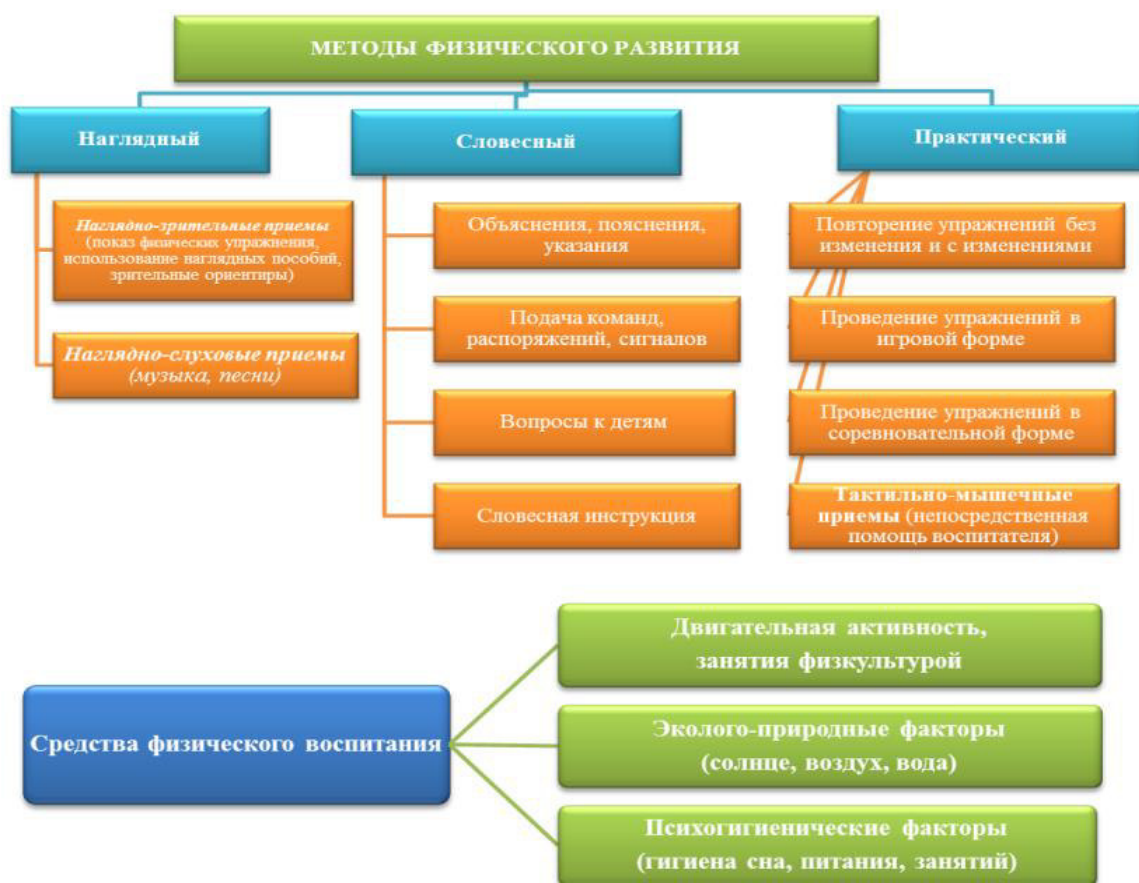 МЕТОДЫ ФИЗИЧЕСКОГО РАЗВИТИЯ
Наглядный
Наглядно-зрительные приемы
(показ физических упражнения,
использование наглядных пособий,
зрительные ориентиры)
Наглядно-слуховые приемы
(музыка, песни)
Словесный
Объяснения, пояснения,
указания
Подача команд,
распоряжений, сигналов
Вопросы к детям
Словесная инструкция
Практический
Повторение упражнений без
изменения и с изменениями
Проведение упражнений в
игровой форме
Проведение упражнений в
соревновательной форме
Тактильно-мышечные
приемы (непосредственная
помощь воспитателя)
Средства физического воспитания
Двигательная активность,
занятия физкультурой
Эколого-природные факторы
(солнце, воздух, вода)
Психогигиенические факторы
(гигиена сна, питания, занятий)